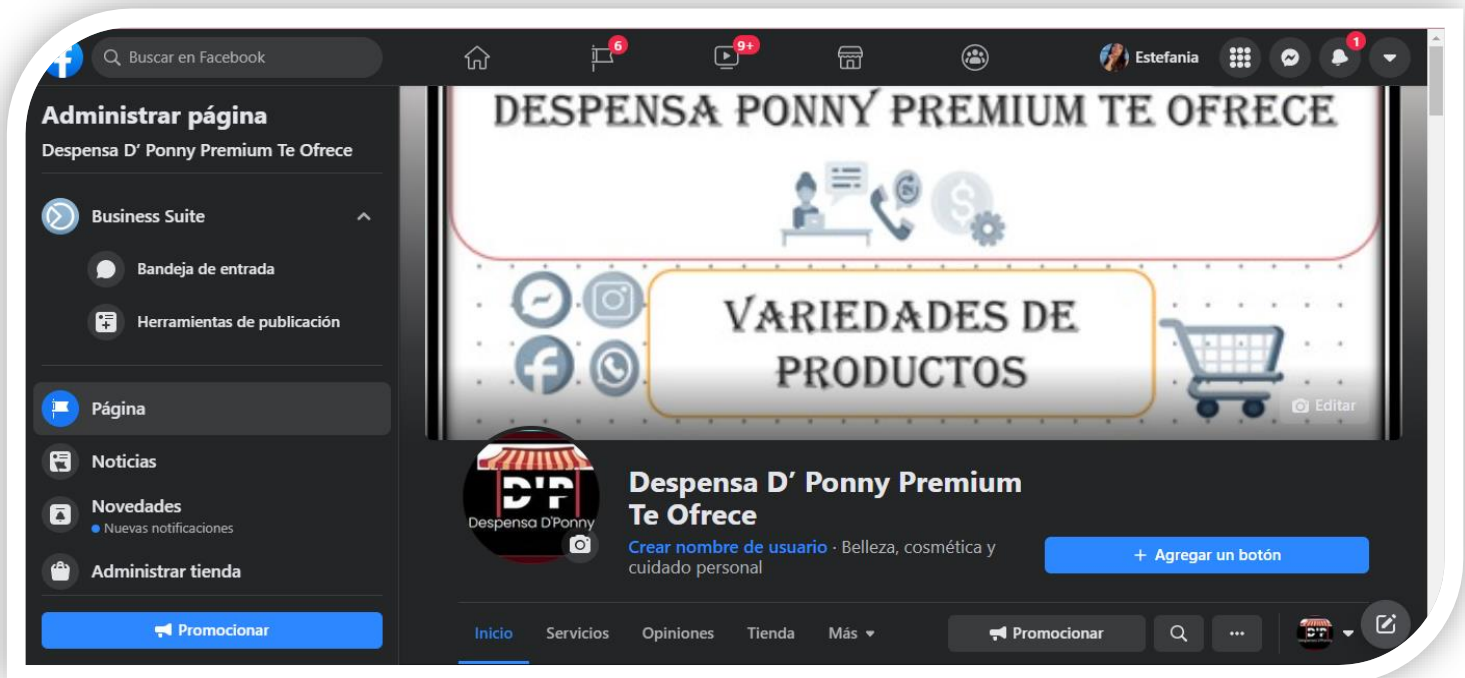 Buscar en Facebook
6
9+
Estefania
1
Administrar página
Despensa D' Ponny Premium Te Ofrece
Business Suite
Bandeja de entrada
Herramientas de publicación
Página
Noticias
Novedades
Nuevas notificaciones
Administrar tienda
Promocionar
DESPENSA PONNY PREMIUM TE OFRECE
VARIEDADES DE
PRODUCTOS
Editar
D'P
Despensa D'Ponny
Despensa D' Ponny Premium
Te Ofrece
Crear nombre de usuario · Belleza, cosmética y
cuidado personal
+ Agregar un botón
Inicio Servicios Opiniones Tienda Más
Promocionar
D'P